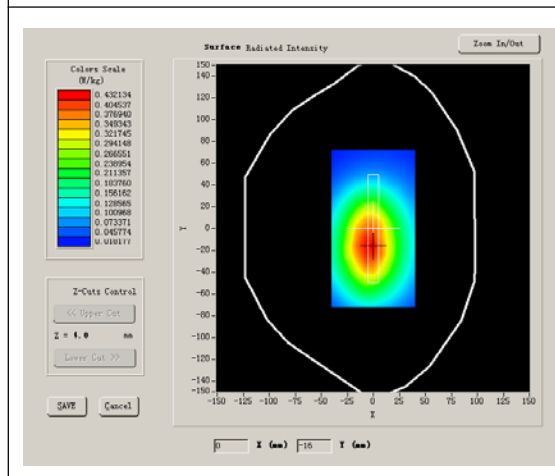 Surface Radiated Intensity
Zoom In/Out
Colors Scale
(W/kg)
0.432134
0.404537
0.376940
0.349343
0.321745
0.294148
0.266551
0.238954
0.211357
0.183760
0.156162
0.128565
0.100968
0.073371
0.045774
0.018177
Z-Cuts Control
<< Upper Cut
Z = 4.0 mm
Lower Cut >>
SAVE
Cancel
150
140
120
100
80
60
40
20
0
-20
-40
-60
-80
-100
-120
-140
-150
Y
-150 -125 -100 -75 -50 -25 0 25 50 75 100 125 150
X
0 X (mm) -16 Y (mm)